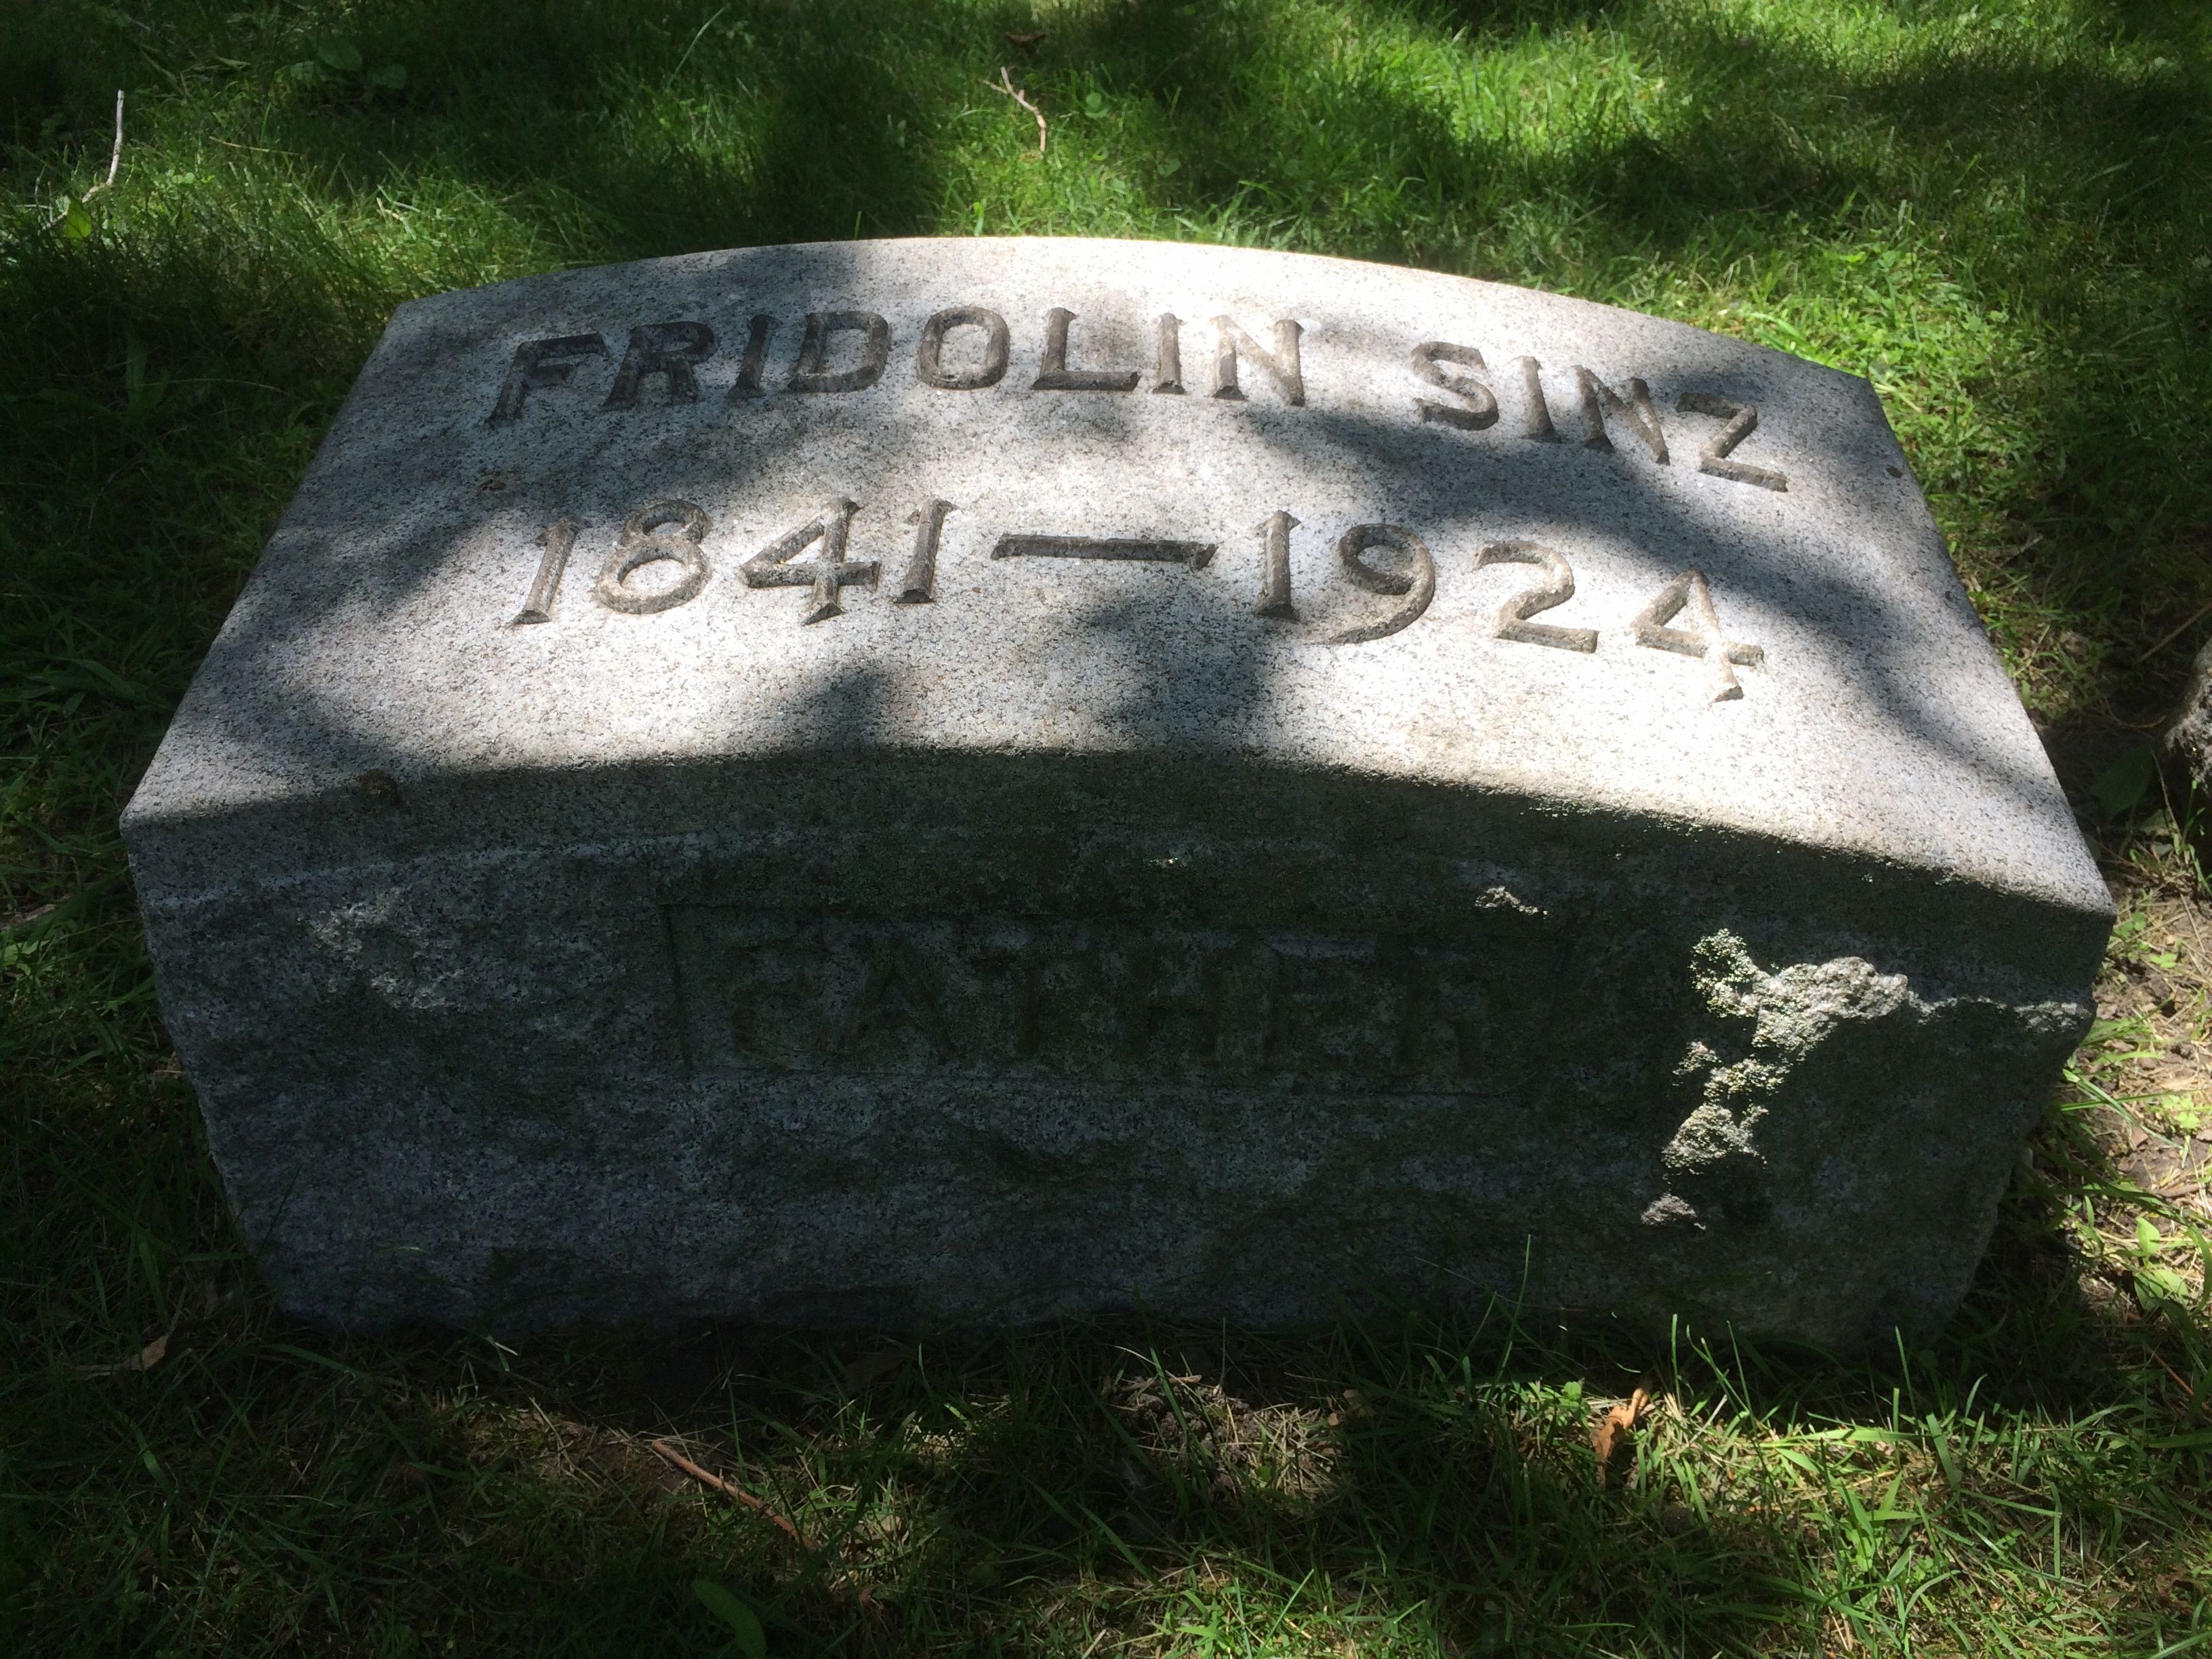 FRIDOLIN SINZ
1841—1924
FATHER